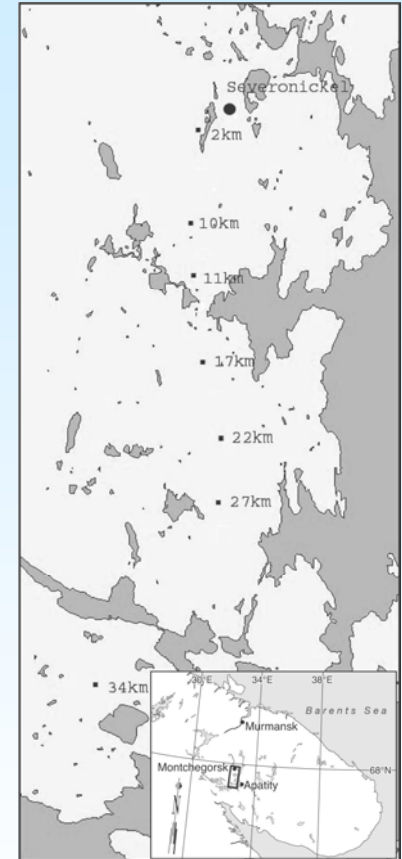 Severonickel
2km
10km
11km
17km
22km
27km
34km
30°E 34°E 38°E
Barents Sea
Murmansk
Montchegorsk
68°N
Apatity